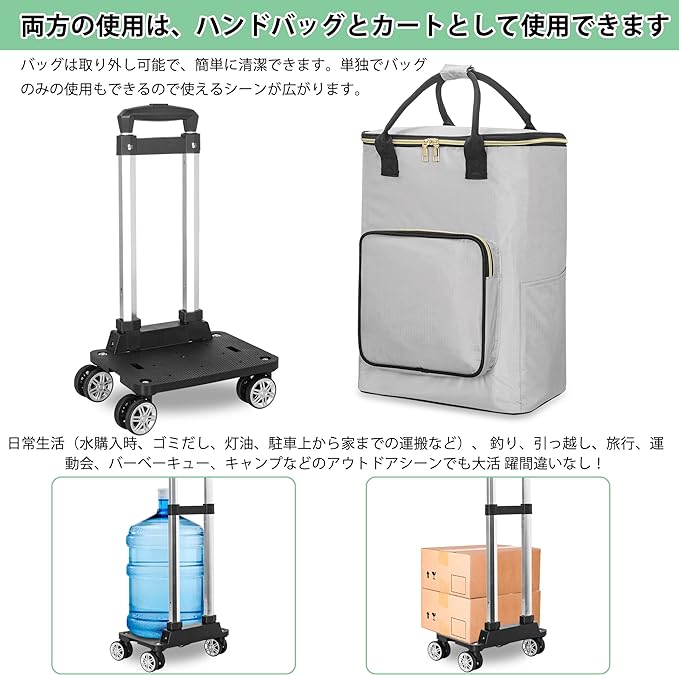 両方の使用は、ハンドバッグとカートとして使用できます
バッグは取り外し可能で、簡単に清潔できます。単独でバッグ
のみの使用もできるので使えるシーンが広がります。
日常生活（水購入時、ゴミだし、灯油、駐車上から家までの運搬など）、 釣り、引っ越し、旅行、運
動会、バーベーキュー、キャンプなどのアウトドアシーンでも大活 躍間違いなし！